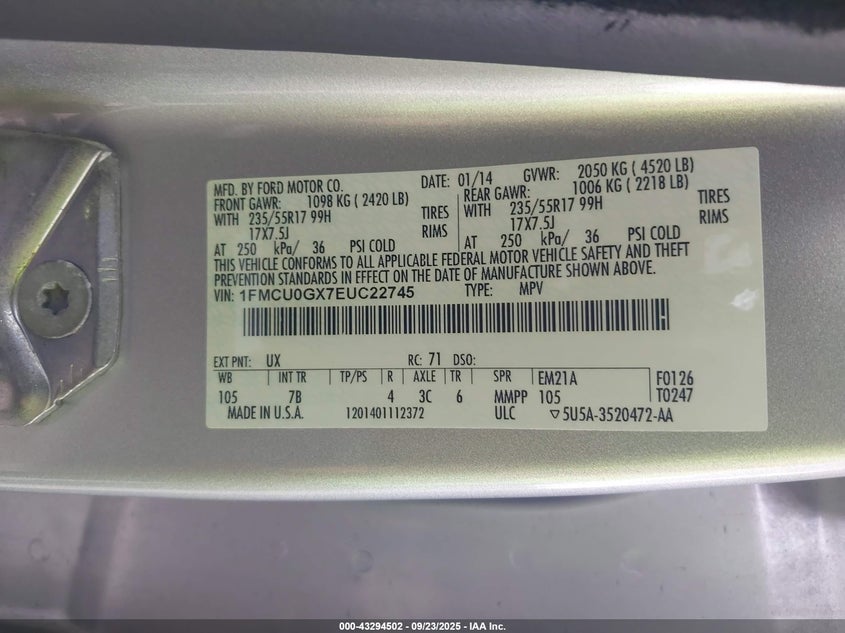 MFD. BY FORD MOTOR CO. DATE: 01/14 GVWR: 2050 KG ( 4520 LB)
FRONT GAWR: 1098 KG ( 2420 LB) REAR GAWR: 1006 KG ( 2218 LB)
WITH 235/55R17 99H TIRES WITH 235/55R17 99H TIRES
17X7.5J RIMS 17X7.5J RIMS
AT 250 kPa/ 36 PSI COLD AT 250 kPa/ 36 PSI COLD
THIS VEHICLE CONFORMS TO ALL APPLICABLE FEDERAL MOTOR VEHICLE SAFETY AND THEFT
PREVENTION STANDARDS IN EFFECT ON THE DATE OF MANUFACTURE SHOWN ABOVE.
VIN: 1FMCU0GX7EUC22745 TYPE: MPV
EXT PNT: UX RC: 71 DSO:
WB INT TR TP/PS R AXLE TR SPR EM21A F0126
105 7B 4 3C 6 MMPP 105 T0247
MADE IN U.S.A. 1201401112372 ULC ▽5U5A-3520472-AA
000-43294502 - 09/23/2025 - IAA Inc.